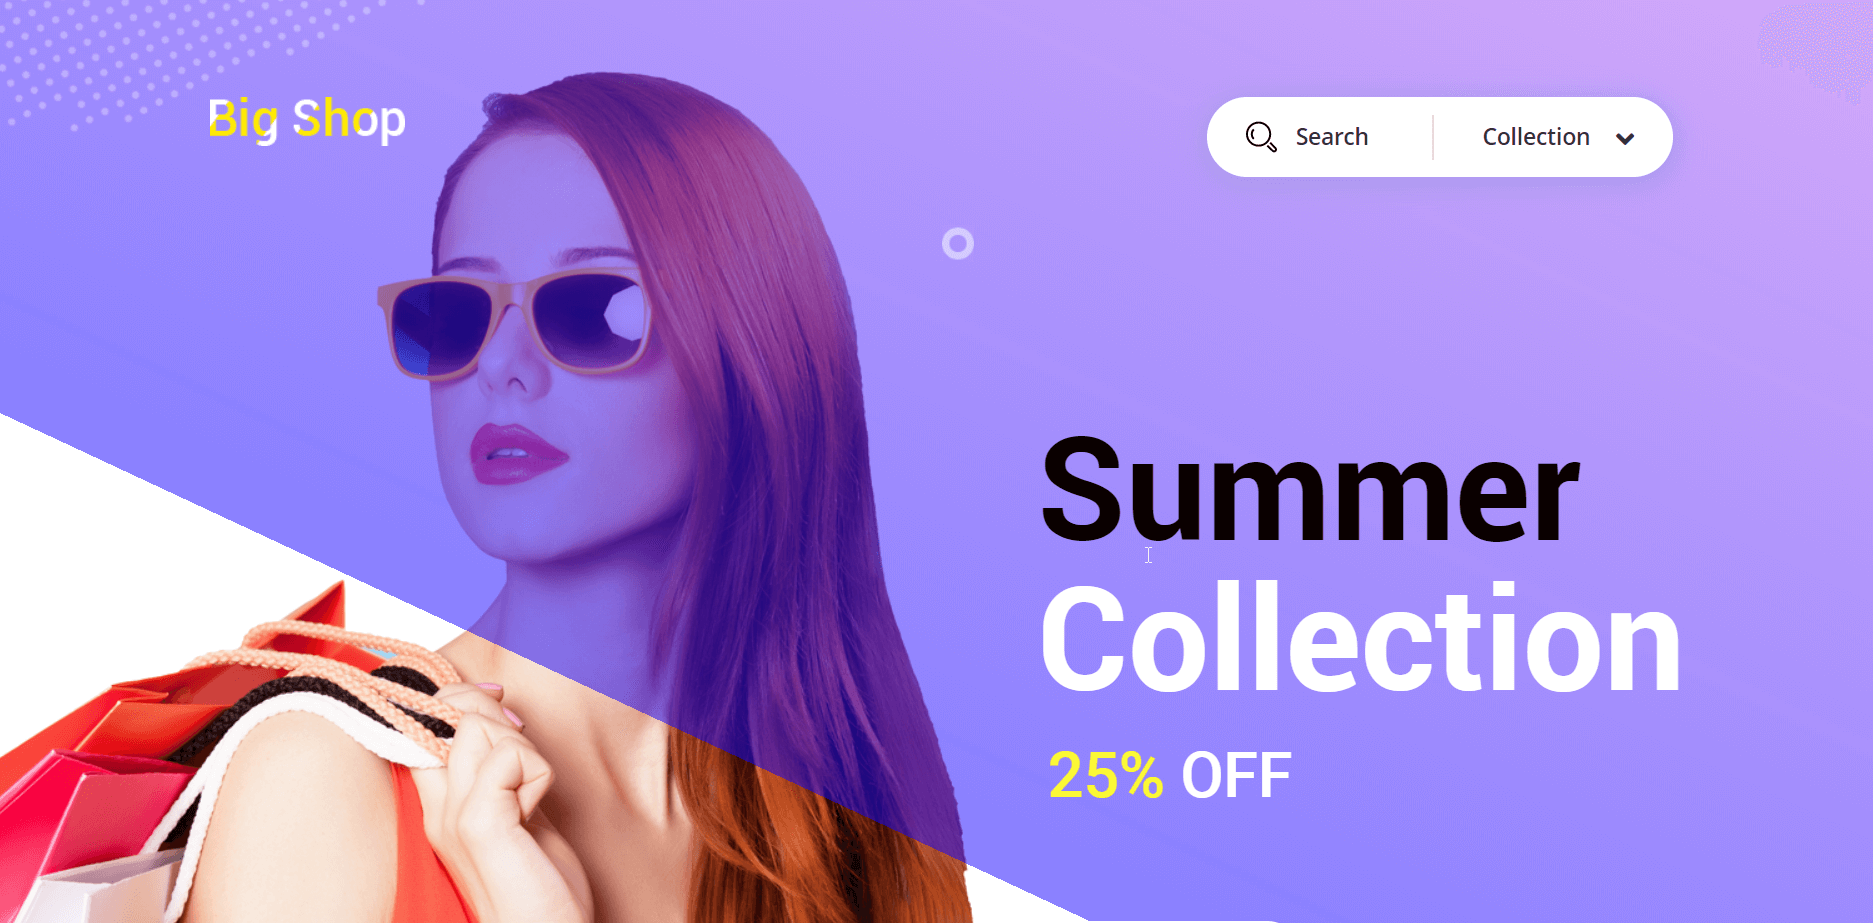 Big Shop
Search
Collection
Summer
Collection
25% OFF